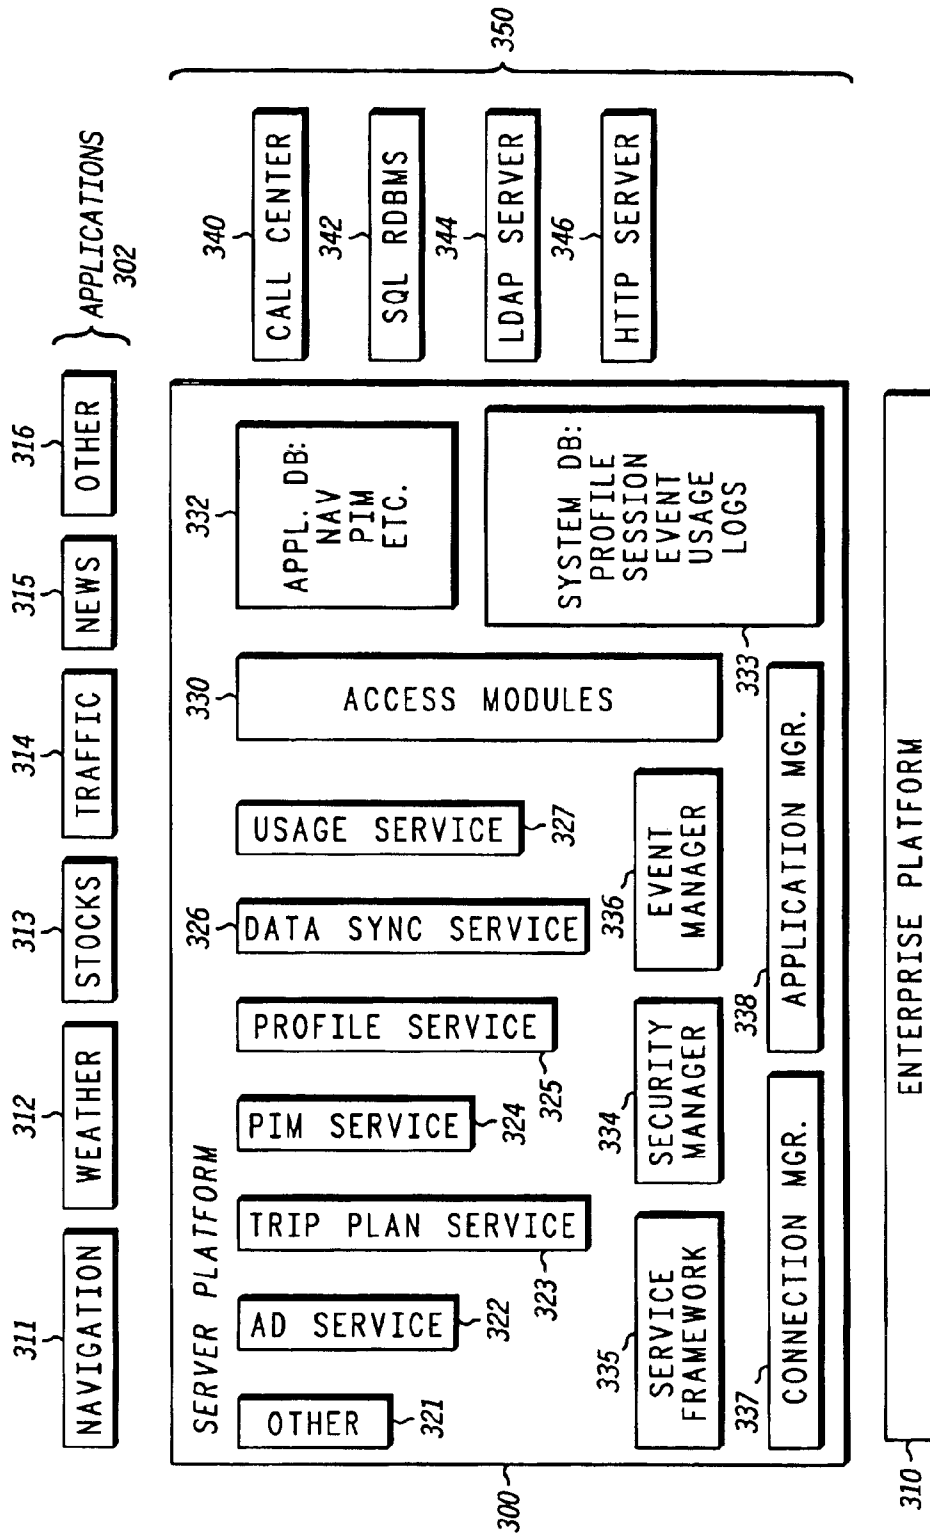 311
312
313
314
315
316
NAVIGATION
WEATHER
STOCKS
TRAFFIC
NEWS
OTHER
APPLICATIONS
302
SERVER PLATFORM
300
OTHER
321
AD SERVICE
322
TRIP PLAN SERVICE
323
PIM SERVICE
324
PROFILE SERVICE
325
326
DATA SYNC SERVICE
USAGE SERVICE
327
330
ACCESS MODULES
332
APPL. DB:
NAV
PIM
ETC.
SYSTEM DB:
PROFILE
SESSION
EVENT
USAGE
LOGS
333
335
SERVICE
FRAMEWORK
334
SECURITY
MANAGER
336
EVENT
MANAGER
337
CONNECTION MGR.
338
APPLICATION MGR.
340
CALL CENTER
342
SQL RDBMS
344
LDAP SERVER
346
HTTP SERVER
350
310
ENTERPRISE PLATFORM